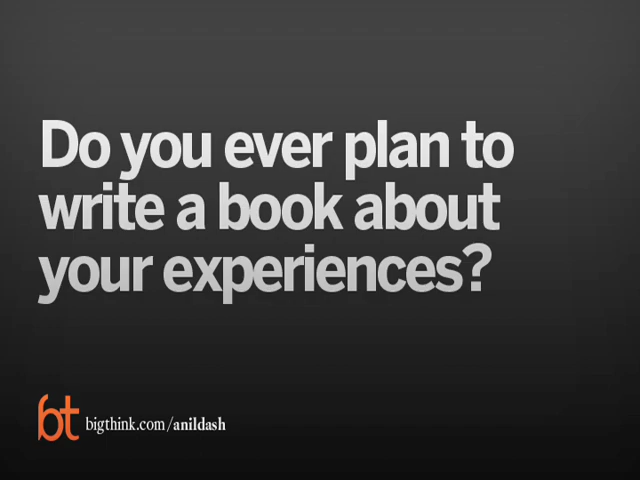 Do you ever plan to
write a book about
your experiences?
bt bigthink.com/anildash